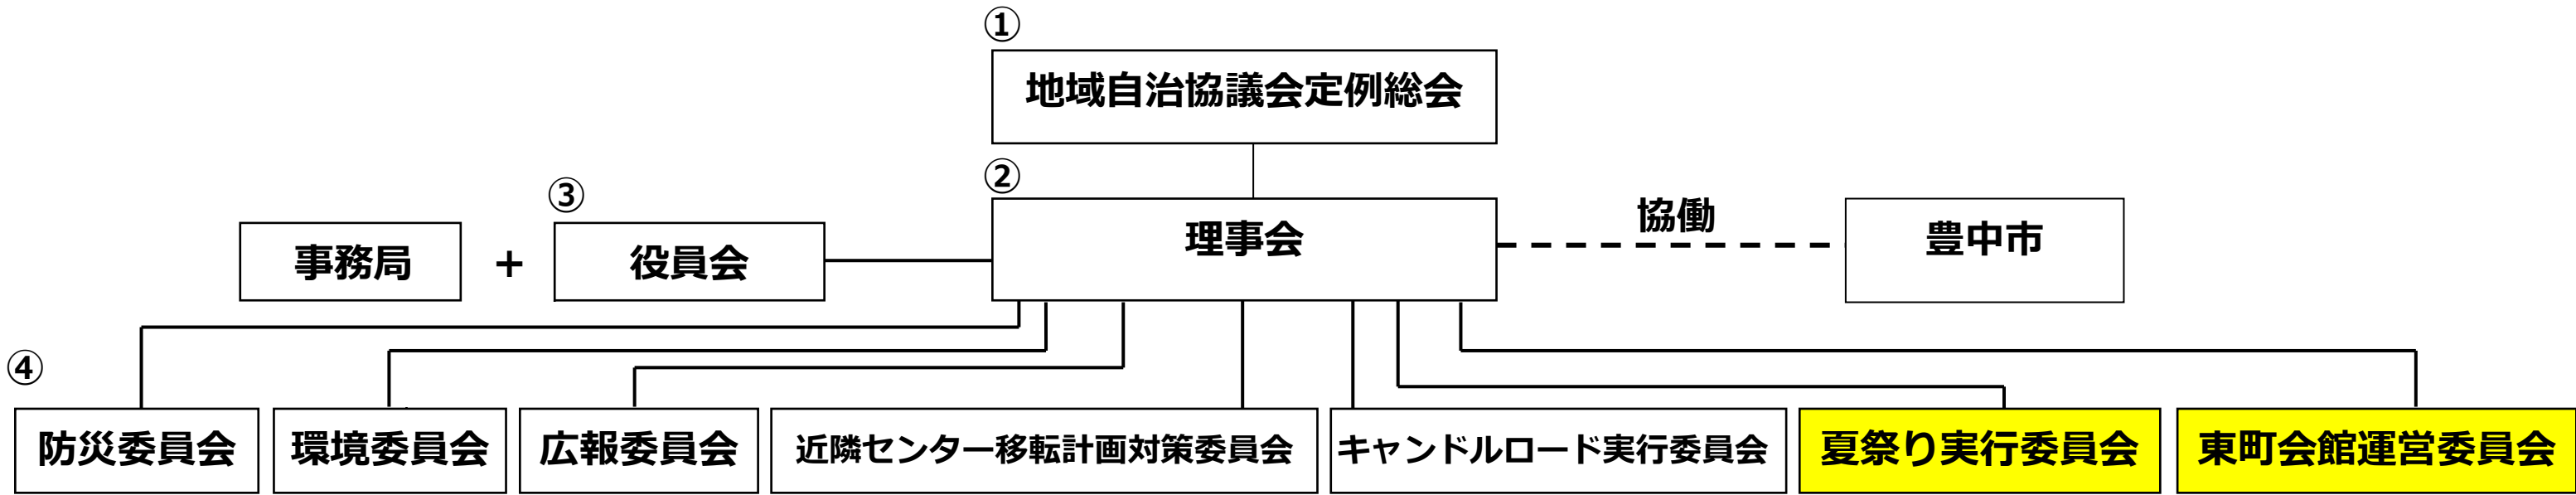 ①
地域自治協議会定例総会
②
理事会
協働
豊中市
③
事務局
+
役員会
④
防災委員会
環境委員会
広報委員会
近隣センター移転計画対策委員会
キャンドルロード実行委員会
夏祭り実行委員会
東町会館運営委員会